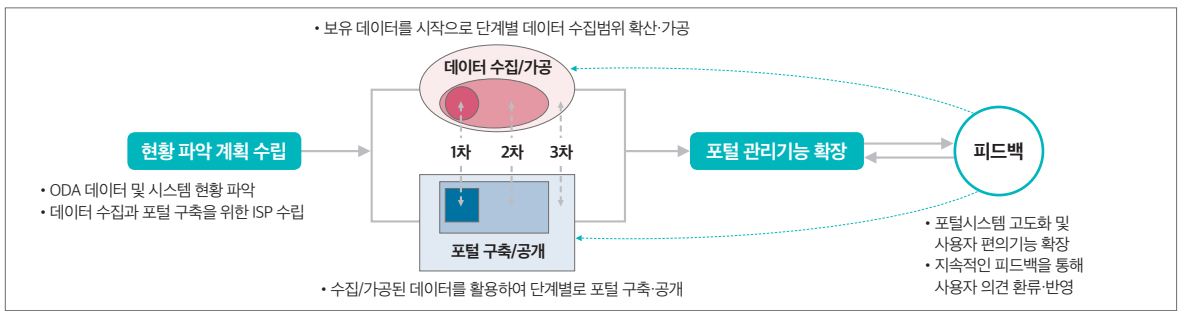 • 보유 데이터를 시작으로 단계별 데이터 수집범위 확산·가공
데이터 수집/가공
현황 파악 계획 수립
1차 2차 3차
포털 관리기능 확장
피드백
• ODA 데이터 및 시스템 현황 파악
• 데이터 수집과 포털 구축을 위한 ISP 수립
포털 구축/공개
• 수집/가공된 데이터를 활용하여 단계별로 포털 구축·공개
• 포털시스템 고도화 및
사용자 편의기능 확장
• 지속적인 피드백을 통해
사용자 의견 환류·반영